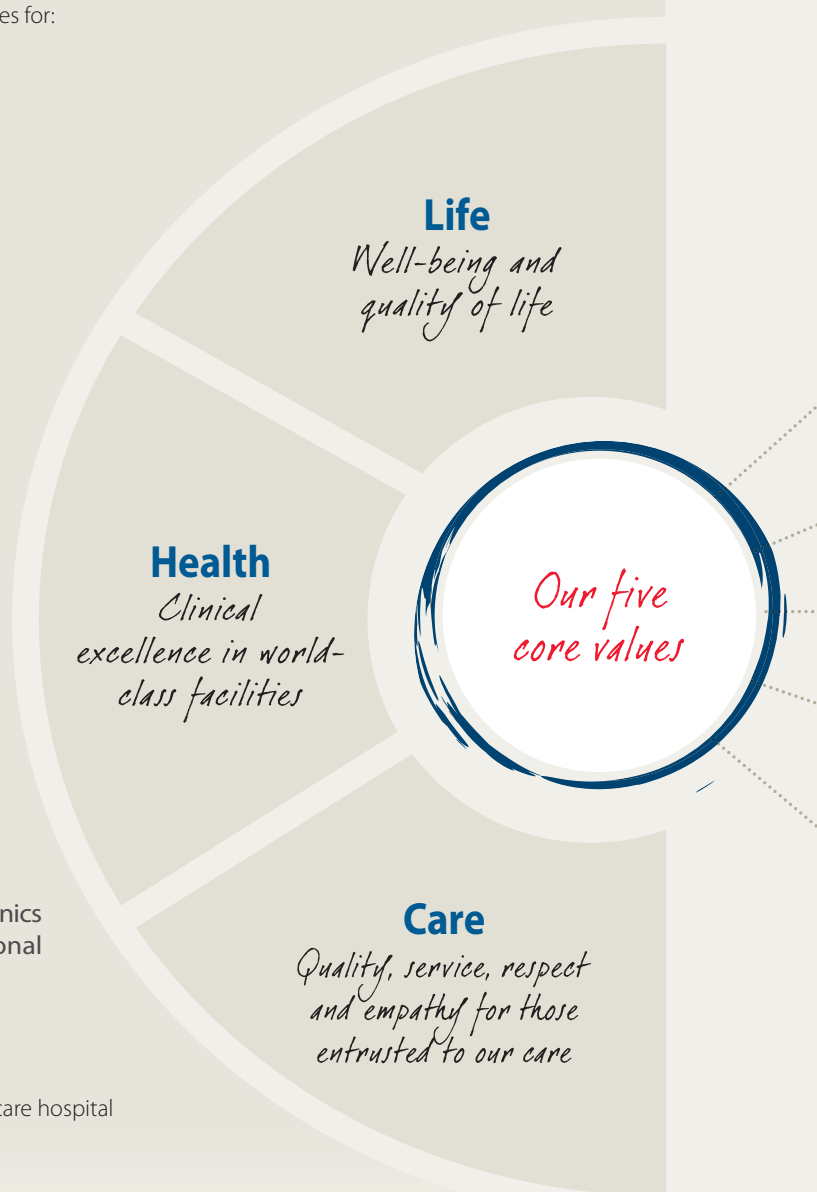 es for:
Life
Well-being and
quality of life
Health
Clinical
excellence in world-
class facilities
Our five
core values
Care
Quality, service, respect
and empathy for those
entrusted to our care
nics
onal
care hospital